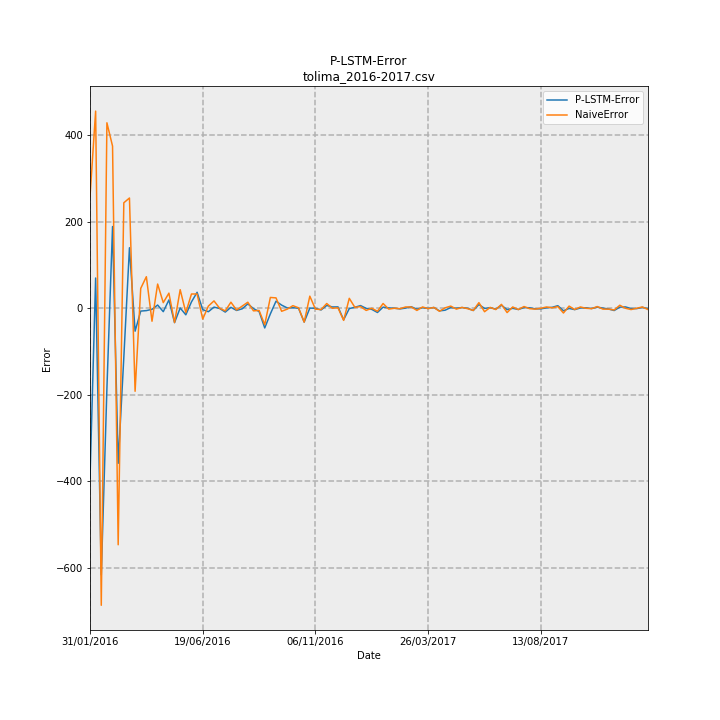 P-LSTM-Error
tolima_2016-2017.csv
P-LSTM-Error
NaiveError
400
200
0
−200
−400
−600
Error
31/01/2016
19/06/2016
06/11/2016
26/03/2017
13/08/2017
Date